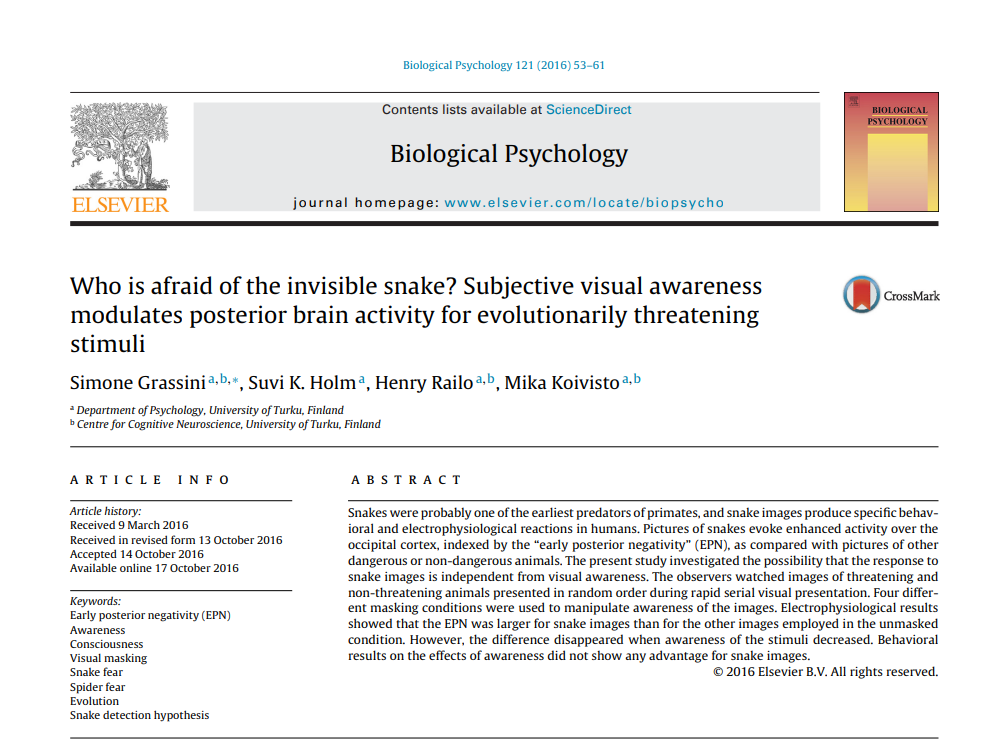 Biological Psychology 121 (2016) 53–61
Contents lists available at ScienceDirect
Biological Psychology
journal homepage: www.elsevier.com/locate/biopsycho
ELSEVIER
BIOLOGICAL
PSYCHOLOGY
Who is afraid of the invisible snake? Subjective visual awareness
modulates posterior brain activity for evolutionarily threatening
stimuli
CrossMark
Simone Grassini a,b,∗, Suvi K. Holm a, Henry Railo a,b, Mika Koivisto a,b
a Department of Psychology, University of Turku, Finland
b Centre for Cognitive Neuroscience, University of Turku, Finland
ARTICLE INFO
Article history:
Received 9 March 2016
Received in revised form 13 October 2016
Accepted 14 October 2016
Available online 17 October 2016
Keywords:
Early posterior negativity (EPN)
Awareness
Consciousness
Visual masking
Snake fear
Spider fear
Evolution
Snake detection hypothesis
ABSTRACT
Snakes were probably one of the earliest predators of primates, and snake images produce specific behav-
ioral and electrophysiological reactions in humans. Pictures of snakes evoke enhanced activity over the
occipital cortex, indexed by the “early posterior negativity” (EPN), as compared with pictures of other
dangerous or non-dangerous animals. The present study investigated the possibility that the response to
snake images is independent from visual awareness. The observers watched images of threatening and
non-threatening animals presented in random order during rapid serial visual presentation. Four differ-
ent masking conditions were used to manipulate awareness of the images. Electrophysiological results
showed that the EPN was larger for snake images than for the other images employed in the unmasked
condition. However, the difference disappeared when awareness of the stimuli decreased. Behavioral
results on the effects of awareness did not show any advantage for snake images.
© 2016 Elsevier B.V. All rights reserved.